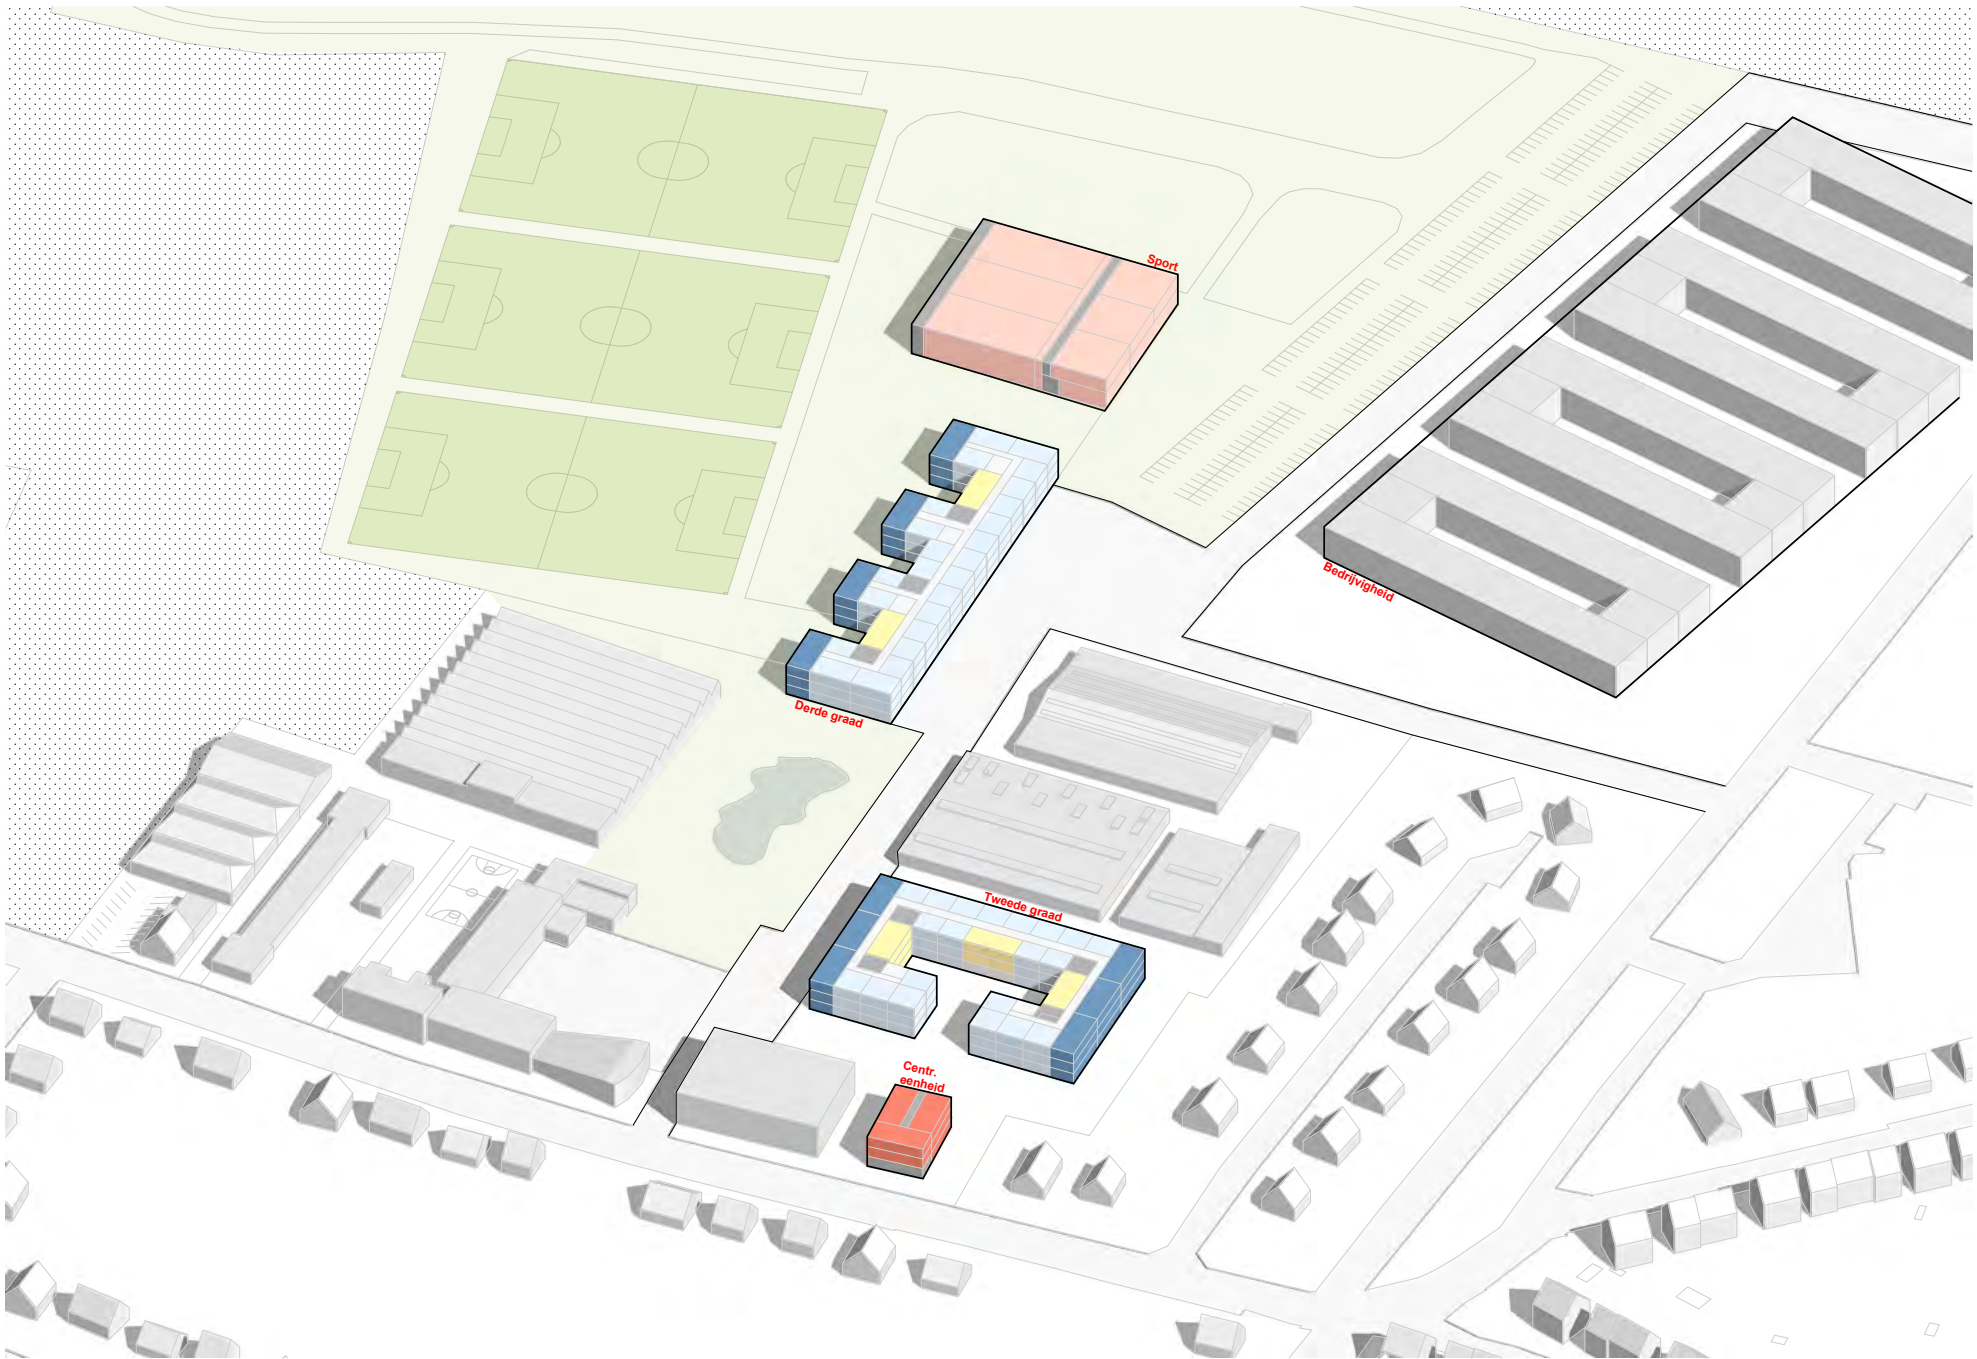 Sport
Bedrijvigheid
Derde graad
Tweede graad
Centr.
eenheid